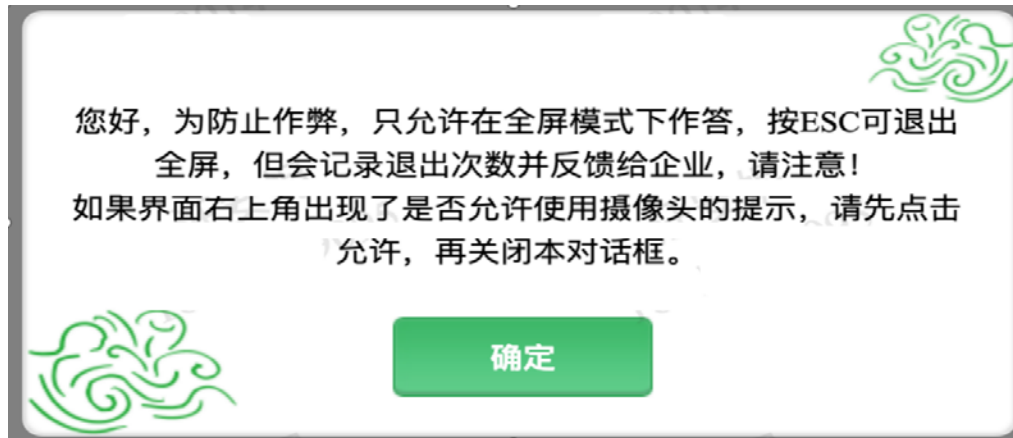 您好，为防止作弊，只允许在全屏模式下作答，按ESC可退出
全屏，但会记录退出次数并反馈给企业，请注意！
如果界面右上角出现了是否允许使用摄像头的提示，请先点击
允许，再关闭本对话框。
确定